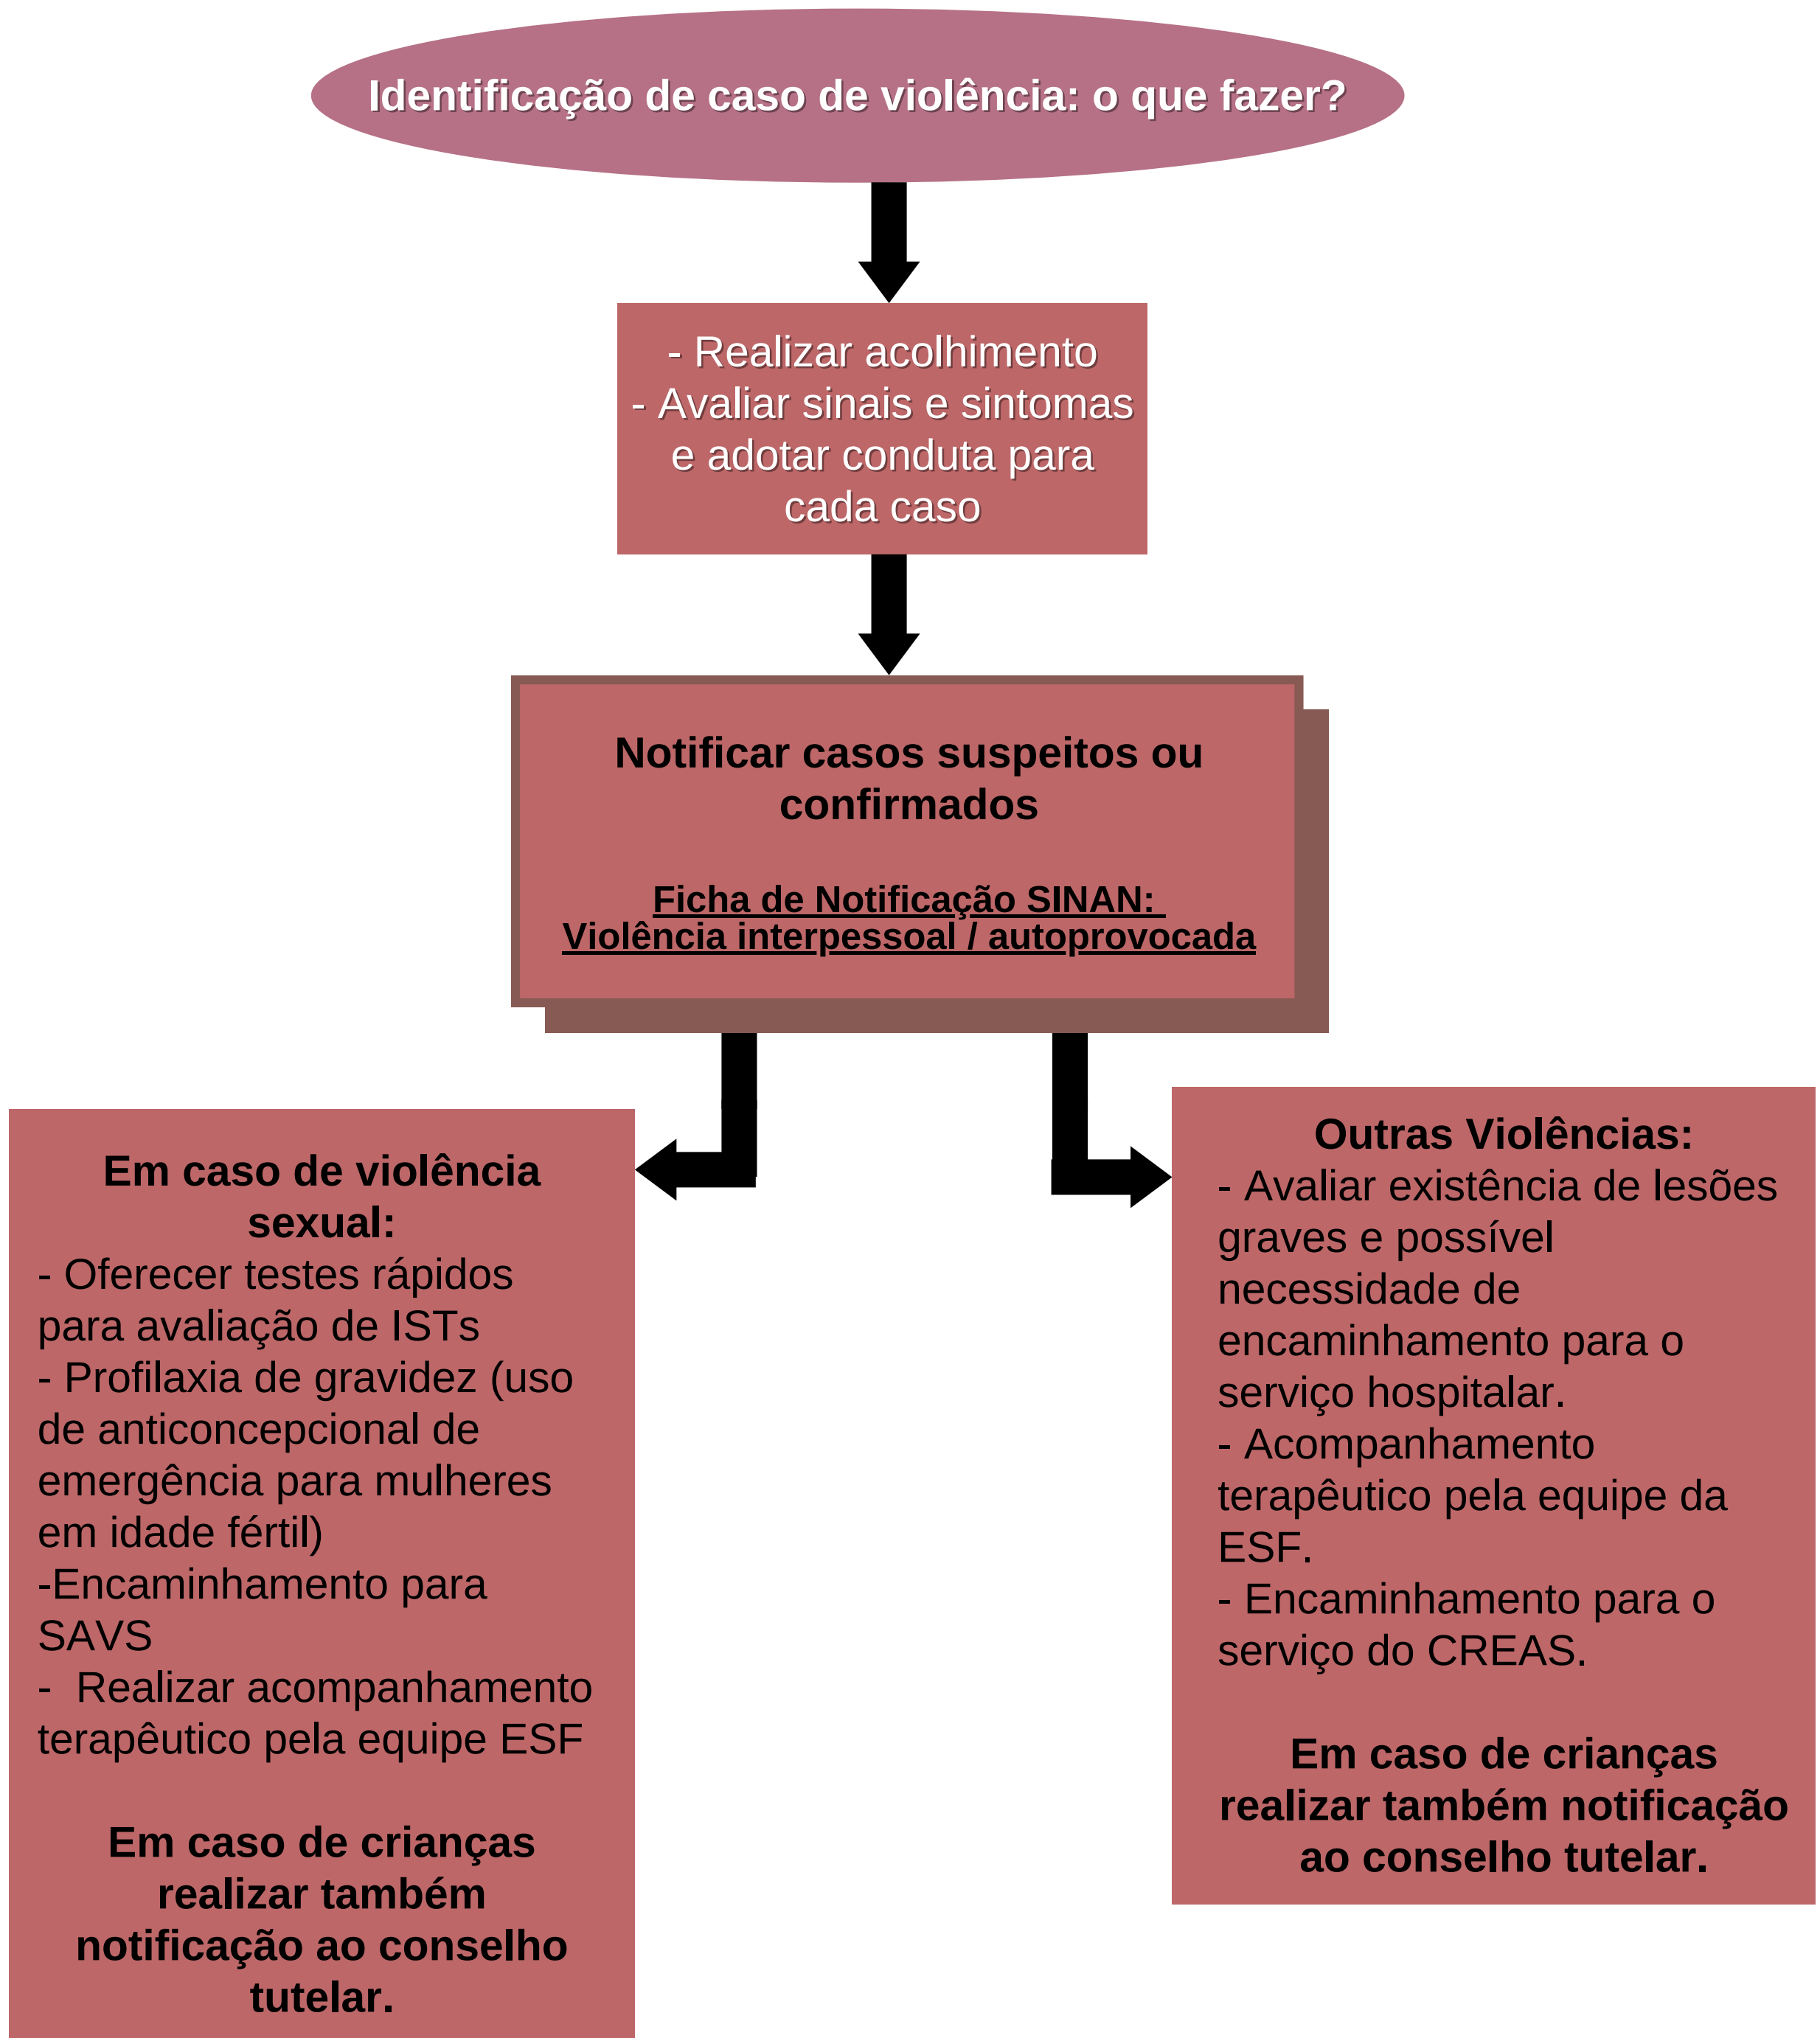 Identificação de caso de violência: o que fazer?
- Realizar acolhimento
- Avaliar sinais e sintomas
e adotar conduta para
cada caso
Notificar casos suspeitos ou
confirmados
Ficha de Notificação SINAN:
Violência interpessoal / autoprovocada
Em caso de violência
sexual:
- Oferecer testes rápidos
para avaliação de ISTs
- Profilaxia de gravidez (uso
de anticoncepcional de
emergência para mulheres
em idade fértil)
-Encaminhamento para
SAVS
-  Realizar acompanhamento
terapêutico pela equipe ESF
Em caso de crianças
realizar também
notificação ao conselho
tutelar.
Outras Violências:
- Avaliar existência de lesões
graves e possível
necessidade de
encaminhamento para o
serviço hospitalar.
- Acompanhamento
terapêutico pela equipe da
ESF.
- Encaminhamento para o
serviço do CREAS.
Em caso de crianças
realizar também notificação
ao conselho tutelar.